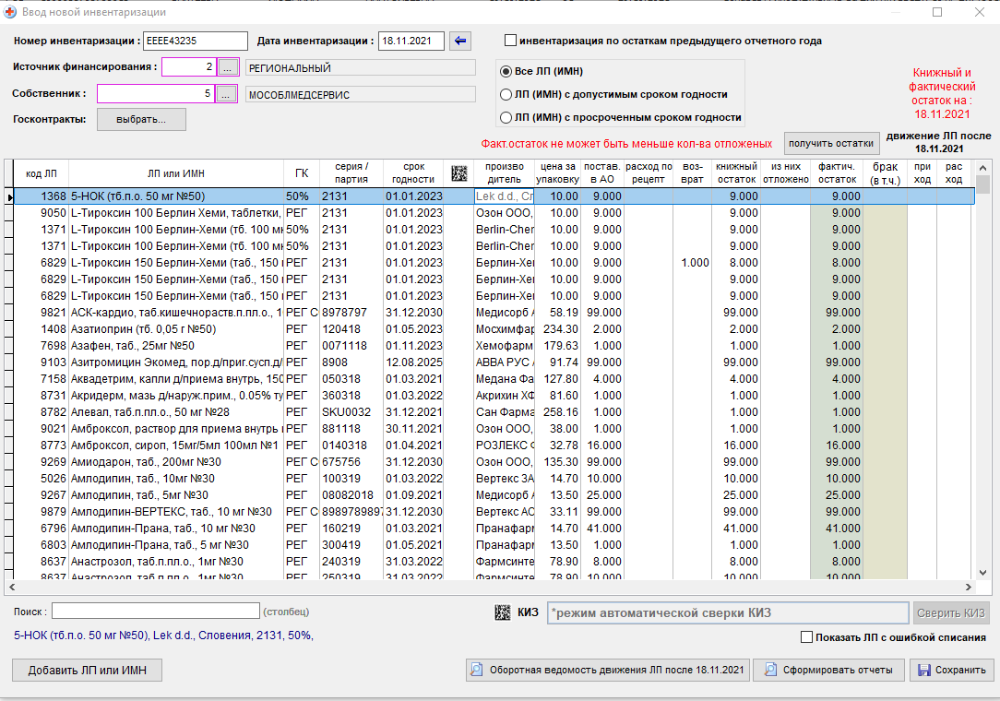 Ввод новой инвентаризации
Номер инвентаризации : EEEE43235 Дата инвентаризации : 18.11.2021 инвентаризация по остаткам предыдущего отчетного года
Источник финансирования : 2 ... РЕГИОНАЛЬНЫЙ
Собственник : 5 ... МОСОБЛМЕДСЕРВИС
Госконтракты: выбрать...
Все ЛП (ИМН)
ЛП (ИМН) с допустимым сроком годности
ЛП (ИМН) с просроченным сроком годности
Книжный и
фактический
остаток на :
18.11.2021
Факт.остаток не может быть меньше кол-ва отложеных получить остатки
движение ЛП после
18.11.2021
код ЛП ЛП или ИМН ГК серия / партия срок годности произво дитель цена за упаковку постав. в АО расход по рецепт воз- врат книжный остаток из них отложено фактич. остаток брак (в т.ч.) при ход рас ход
1368 5-НОК (тб.п.о. 50 мг №50) 50% 2131 01.01.2023 Lek d.d., Сл 10.00 9.000 9.000 9.000
9050 L-Тироксин 100 Берлин Хеми, таблетки, РЕГ 2131 01.01.2023 Озон ООО, 10.00 9.000 9.000 9.000
1371 L-Тироксин 100 Берлин-Хеми (тб. 100 мк 50% 2131 01.01.2023 Berlin-Cher 10.00 9.000 9.000 9.000
1371 L-Тироксин 100 Берлин-Хеми (тб. 100 мк 50% 2131 01.01.2023 Berlin-Cher 10.00 9.000 9.000 9.000
6829 L-Тироксин 150 Берлин-Хеми (таб., 150 РЕГ 2131 01.01.2023 Берлин-Хе 10.00 9.000 1.000 8.000 8.000
6829 L-Тироксин 150 Берлин-Хеми (таб., 150 РЕГ 2131 01.01.2023 Берлин-Хе 10.00 9.000 9.000 9.000
6829 L-Тироксин 150 Берлин-Хеми (таб., 150 РЕГ 2131 01.01.2023 Берлин-Хе 10.00 9.000 9.000 9.000
9821 АСК-кардио, таб.кишечнораств.п.пл.о., 1 РЕГ С 8978797 31.12.2030 Медисорб А 58.19 99.000 99.000 99.000
1408 Азатиоприн (тб. 0,05 г №50) РЕГ 120418 01.05.2023 Мосхимфар 234.30 2.000 2.000 2.000
7698 Азафен, таб., 25мг №50 РЕГ 0071118 01.11.2023 Хемофарм 179.63 1.000 1.000 1.000
9103 Азитромицин Экомед, пор.д/приг.сусп.д/ РЕГ 8908 12.08.2025 АВВА РУС 91.74 99.000 99.000 99.000
7158 Аквадетрим, капли д/приема внутрь, 150 РЕГ 050318 01.03.2021 Медана Фа 127.80 4.000 4.000 4.000
8731 Акридерм, мазь д/наруж.прим., 0.05% ту РЕГ 360318 01.03.2022 Акрихин ХФ 81.60 1.000 1.000 1.000
8782 Алевал, таб.п.пл.о., 50 мг №28 РЕГ SKU0032 31.12.2021 Сан Фарма 258.16 1.000 1.000 1.000
9021 Амброксол, раствор для приема внутрь РЕГ 881118 30.11.2021 Озон ООО, 38.00 1.000 1.000 1.000
8773 Амброксол, сироп, 15мг/5мл 100мл №1 РЕГ 0140318 01.04.2021 РОЗЛЕКС Ф 32.78 16.000 16.000 16.000
9269 Амиодарон, таб., 200мг №30 РЕГ С 675756 31.12.2030 Озон ООО, 135.30 99.000 99.000 99.000
5026 Амлодипин, таб., 10мг №30 РЕГ 100319 01.03.2022 Вертекс ЗА 14.70 10.000 10.000 10.000
9267 Амлодипин, таб., 5мг №30 РЕГ 08082018 01.09.2021 Медисорб А 13.50 25.000 25.000 25.000
9879 Амлодипин-ВЕРТЕКС, таб., 10 мг №30 РЕГ С 8989789897 31.12.2030 Вертекс АО 33.11 99.000 99.000 99.000
6796 Амлодипин-Прана, таб., 10 мг №30 РЕГ 160219 01.03.2021 Пранафарм 14.70 41.000 41.000 41.000
6803 Амлодипин-Прана, таб., 5 мг №30 РЕГ 300419 01.05.2021 Пранафарм 13.50 1.000 1.000 1.000
8637 Анастрозол, таб.п.пл.о., 1мг №30 РЕГ 240319 31.03.2022 Фармсинте 78.90 8.000 8.000 8.000
8637 Анастрозол, таб.п.пл.о., 1мг №30 РЕГ 250319 31.03.2022 Фармсинте 78.90 10.000 10.000 10.000
Поиск : (столбец) КИЗ *режим автоматической сверки КИЗ Сверить КИЗ
5-НОК (тб.п.о. 50 мг №50), Lek d.d., Словения, 2131, 50%, Показать ЛП с ошибкой списания
Добавить ЛП или ИМН Оборотная ведомость движения ЛП после 18.11.2021 Сформировать отчеты Сохранить